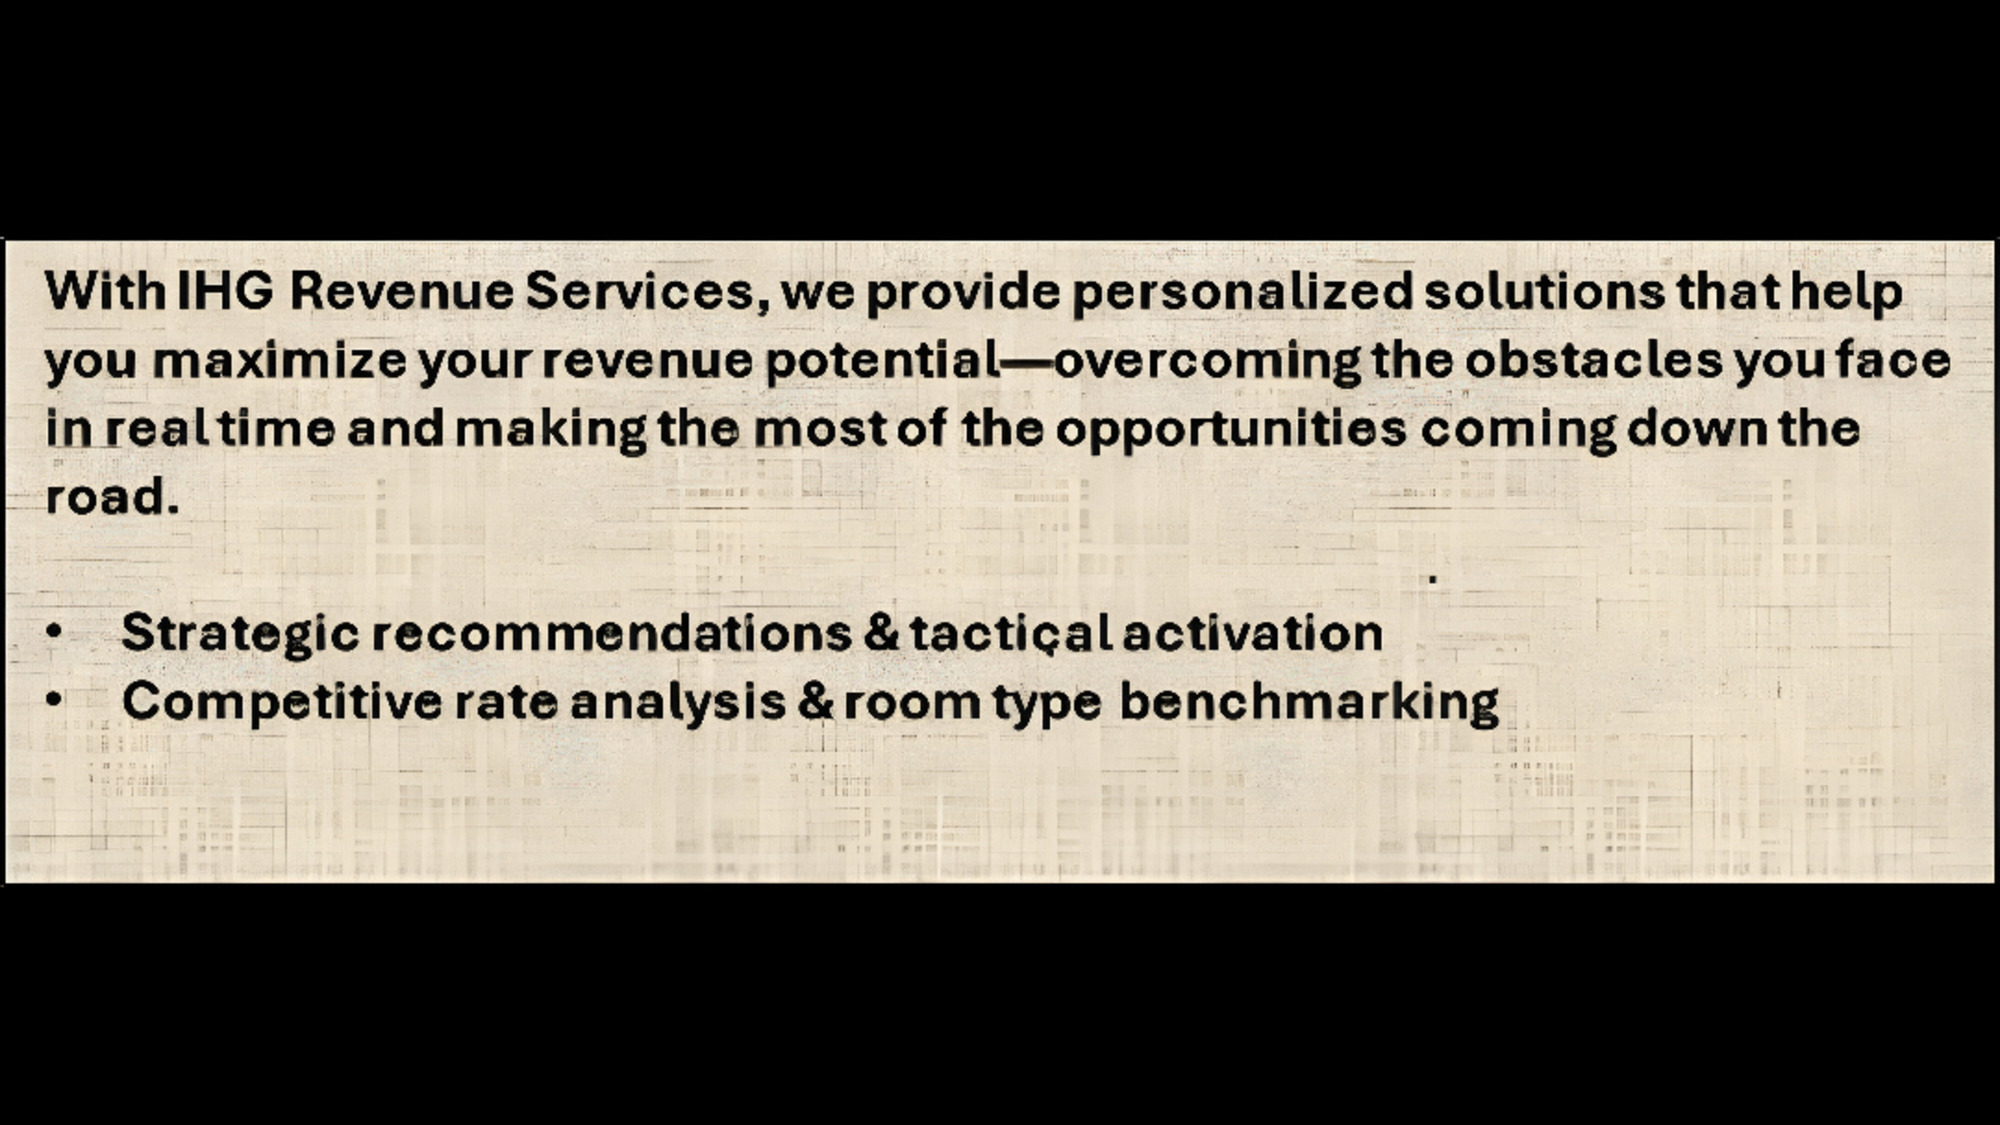 With IHG Revenue Services, we provide personalized solutions that help
you maximize your revenue potential—overcoming the obstacles you face
in real time and making the most of the opportunities coming down the
road.
• Strategic recommendations & tactical activation
• Competitive rate analysis & room type benchmarking